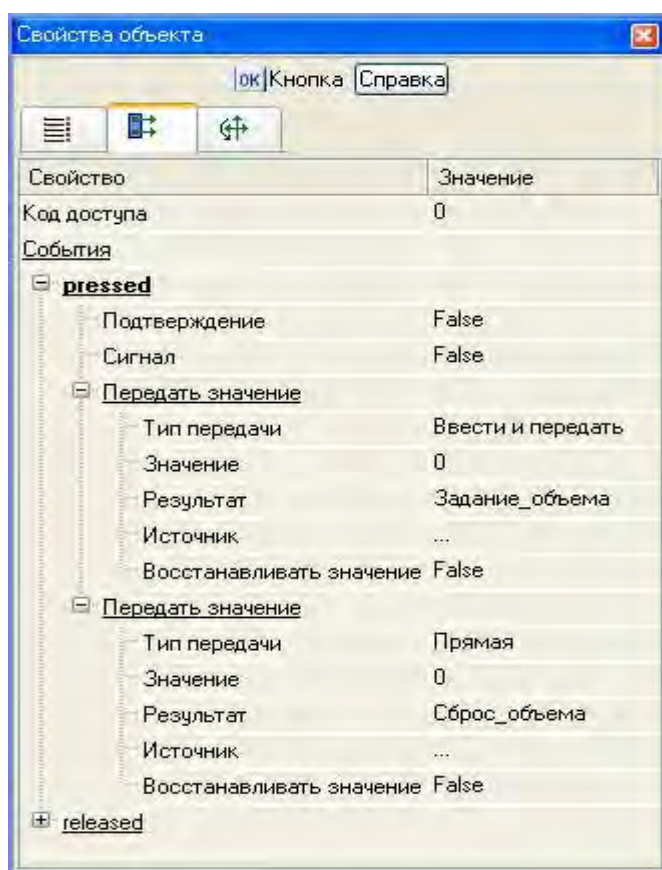 Свойства объекта
ок Кнопка Справка
Свойство Значение
Код доступа 0
События
pressed
Подтверждение False
Сигнал False
Передать значение
Тип передачи Ввести и передать
Значение 0
Результат Задание_объема
Источник ...
Восстанавливать значение False
Передать значение
Тип передачи Прямая
Значение 0
Результат Сброс_объема
Источник ...
Восстанавливать значение False
released